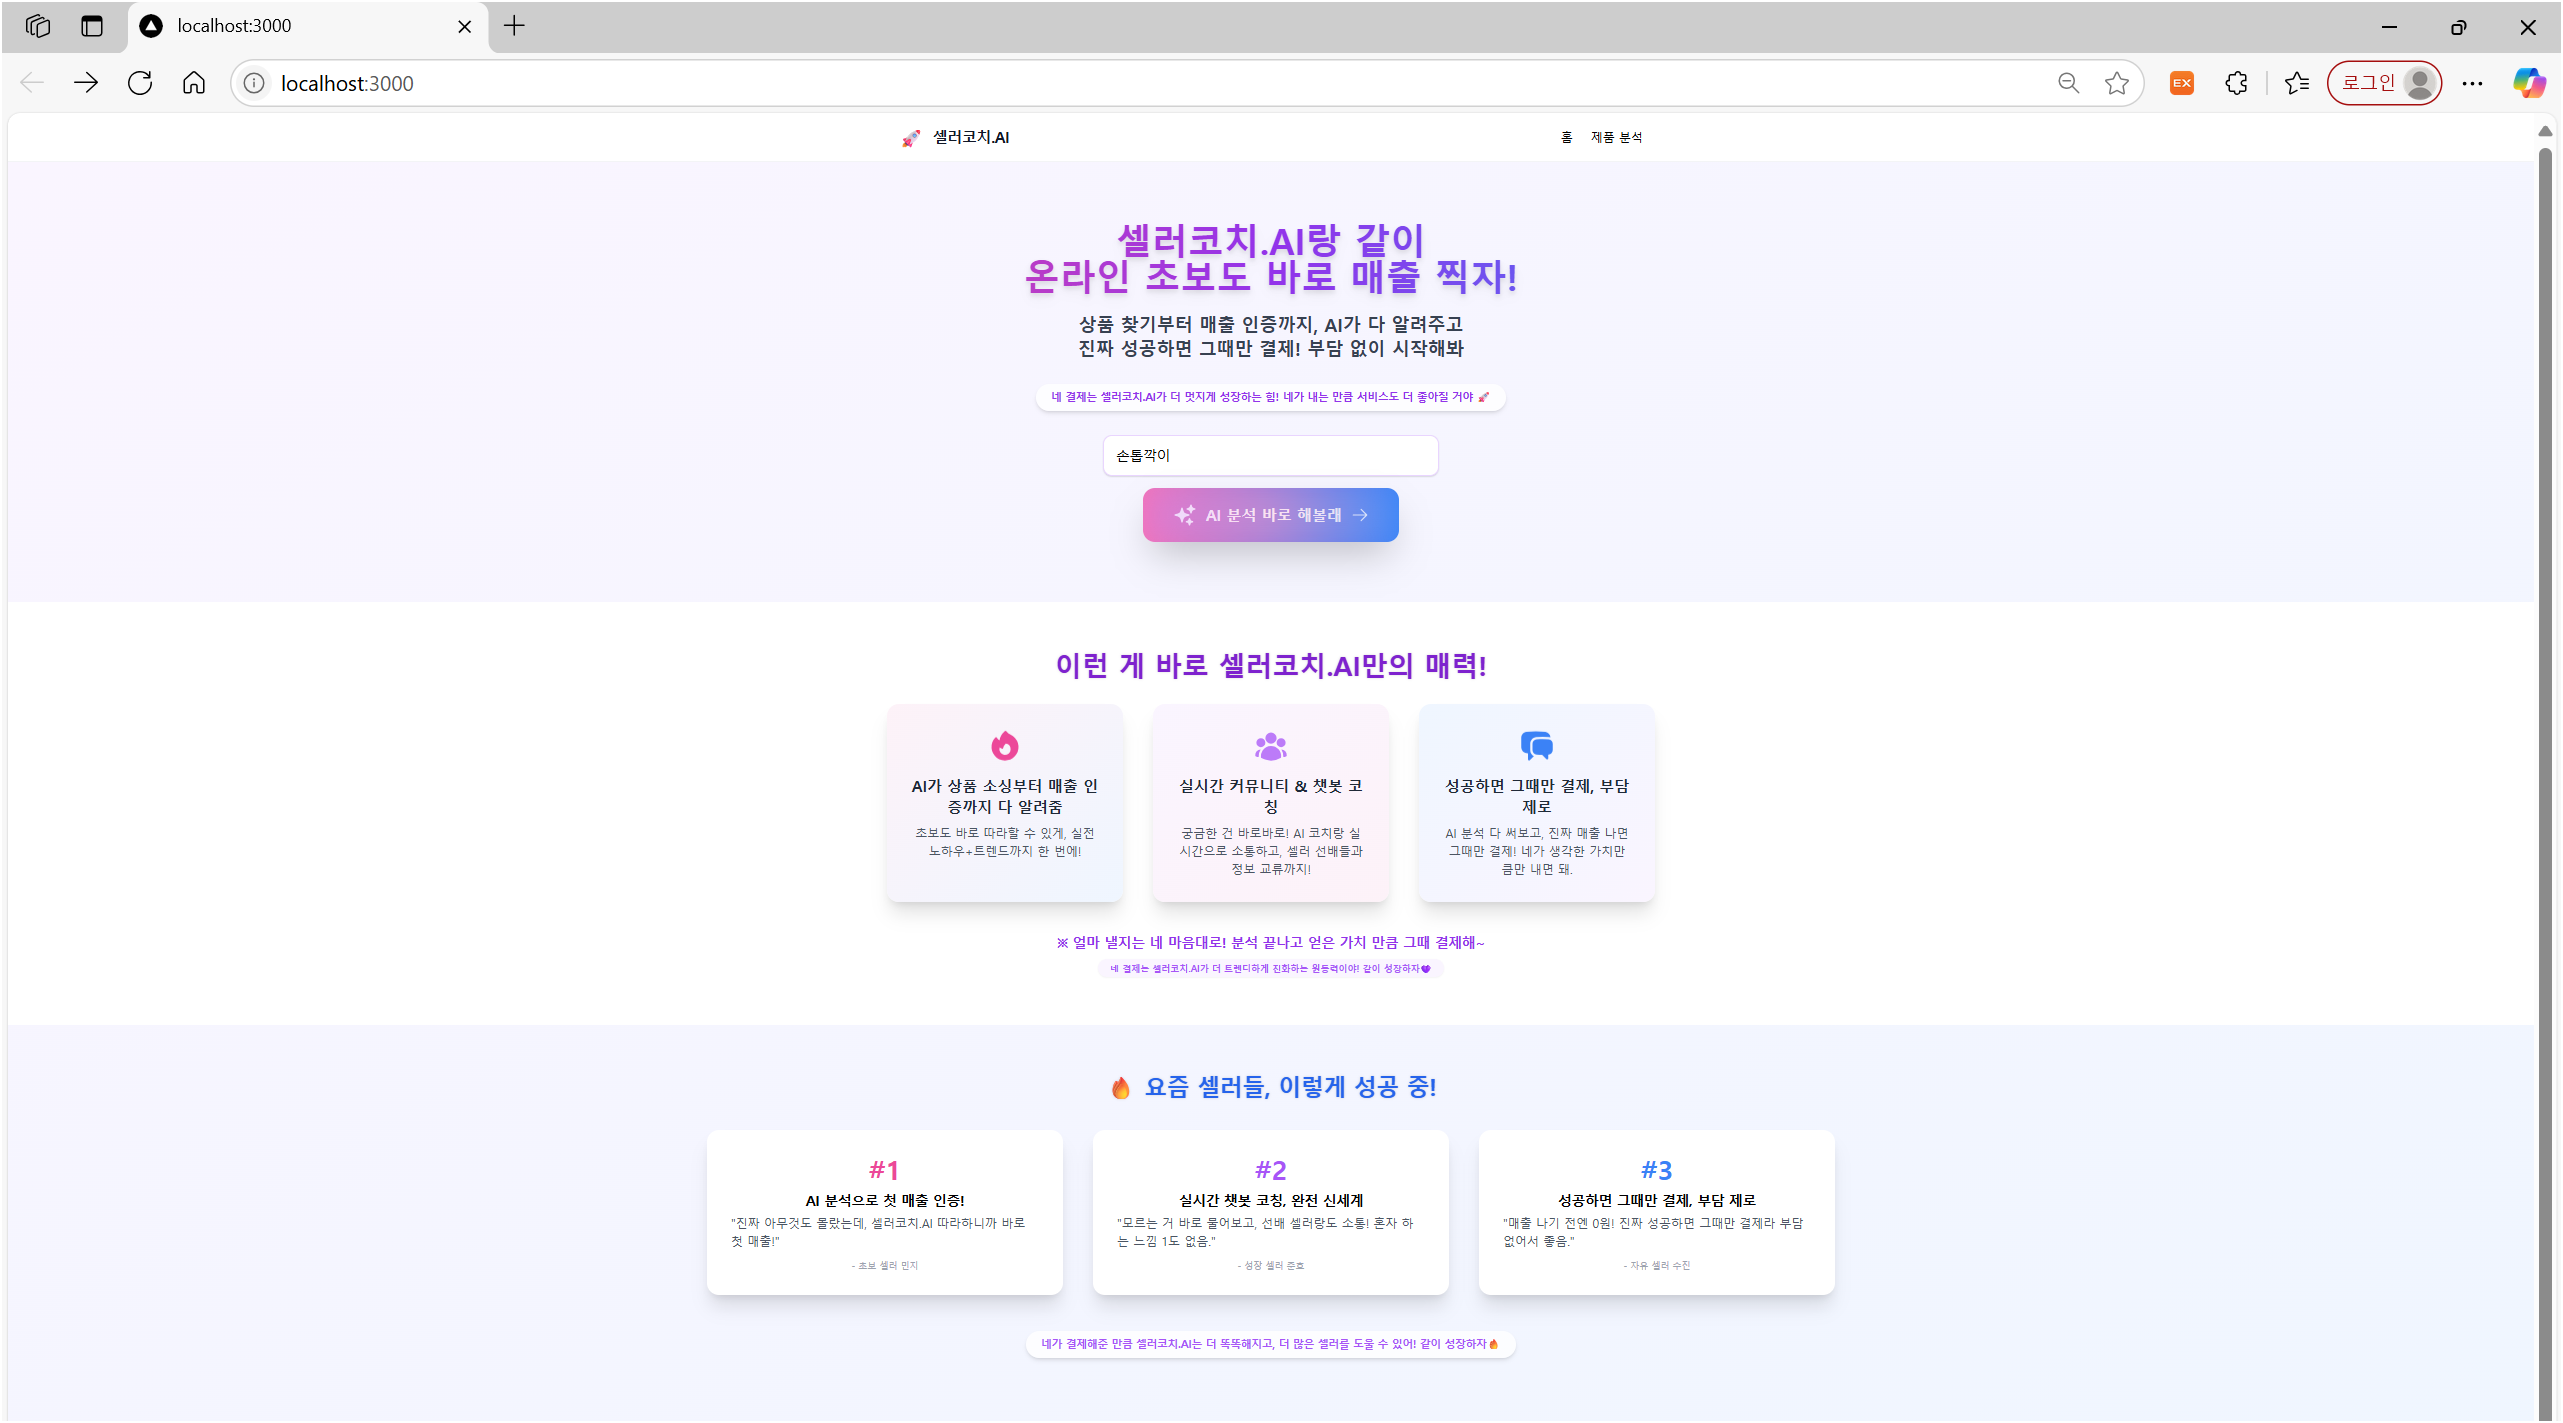 localhost:3000
localhost:3000
EX
로그인
🚀 셀러코치.AI
홈 제품 분석
셀러코치.AI랑 같이
온라인 초보도 바로 매출 찍자!
상품 찾기부터 매출 인증까지, AI가 다 알려주고
진짜 성공하면 그때만 결제! 부담 없이 시작해봐
네 결제는 셀러코치.AI가 더 멋지게 성장하는 힘! 네가 내는 만큼 서비스도 더 좋아질 거야 🚀
손톱깍이
AI 분석 바로 해볼래 →
이런 게 바로 셀러코치.AI만의 매력!
AI가 상품 소싱부터 매출 인
증까지 다 알려줌
초보도 바로 따라할 수 있게, 실전
노하우+트렌드까지 한 번에!
실시간 커뮤니티 & 챗봇 코
칭
궁금한 건 바로바로! AI 코치랑 실
시간으로 소통하고, 셀러 선배들과
정보 교류까지!
성공하면 그때만 결제, 부담
제로
AI 분석 다 써보고, 진짜 매출 나면
그때만 결제! 네가 생각한 가치만
큼만 내면 돼.
※ 얼마 낼지는 네 마음대로! 분석 끝나고 얻은 가치 만큼 그때 결제해~
네 결제는 셀러코치.AI가 더 트렌디하게 진화하는 원동력이야! 같이 성장하자💜
🔥 요즘 셀러들, 이렇게 성공 중!
#1
AI 분석으로 첫 매출 인증!
"진짜 아무것도 몰랐는데, 셀러코치.AI 따라하니까 바로
첫 매출!"
- 초보 셀러 민지
#2
실시간 챗봇 코칭, 완전 신세계
"모르는 거 바로 물어보고, 선배 셀러랑도 소통! 혼자 하
는 느낌 1도 없음."
- 성장 셀러 준호
#3
성공하면 그때만 결제, 부담 제로
"매출 나기 전엔 0원! 진짜 성공하면 그때만 결제라 부담
없어서 좋음."
- 자유 셀러 수진
네가 결제해준 만큼 셀러코치.AI는 더 똑똑해지고, 더 많은 셀러를 도울 수 있어! 같이 성장하자🔥